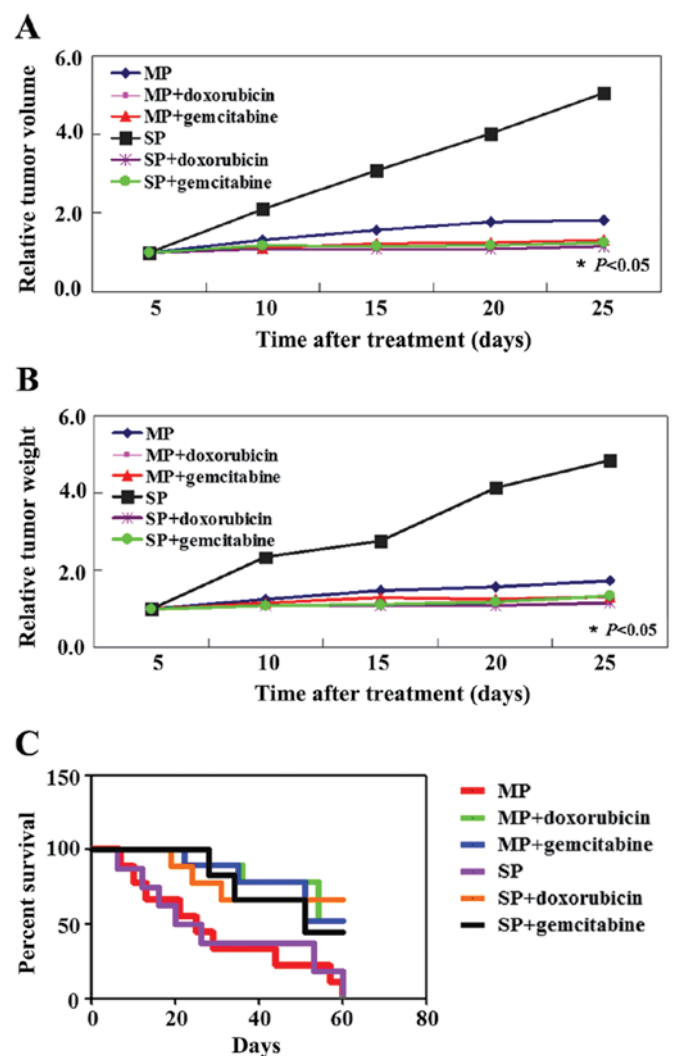 A
Relative tumor volume
6.0
4.0
2.0
0.0
MP
MP+doxorubicin
MP+gemcitabine
SP
SP+doxorubicin
SP+gemcitabine
* P<0.05
5 10 15 20 25
Time after treatment (days)
B
Relative tumor weight
6.0
4.0
2.0
0.0
MP
MP+doxorubicin
MP+gemcitabine
SP
SP+doxorubicin
SP+gemcitabine
* P<0.05
5 10 15 20 25
Time after treatment (days)
C
Percent survival
150
100
50
0
0 20 40 60 80
Days
MP
MP+doxorubicin
MP+gemcitabine
SP
SP+doxorubicin
SP+gemcitabine